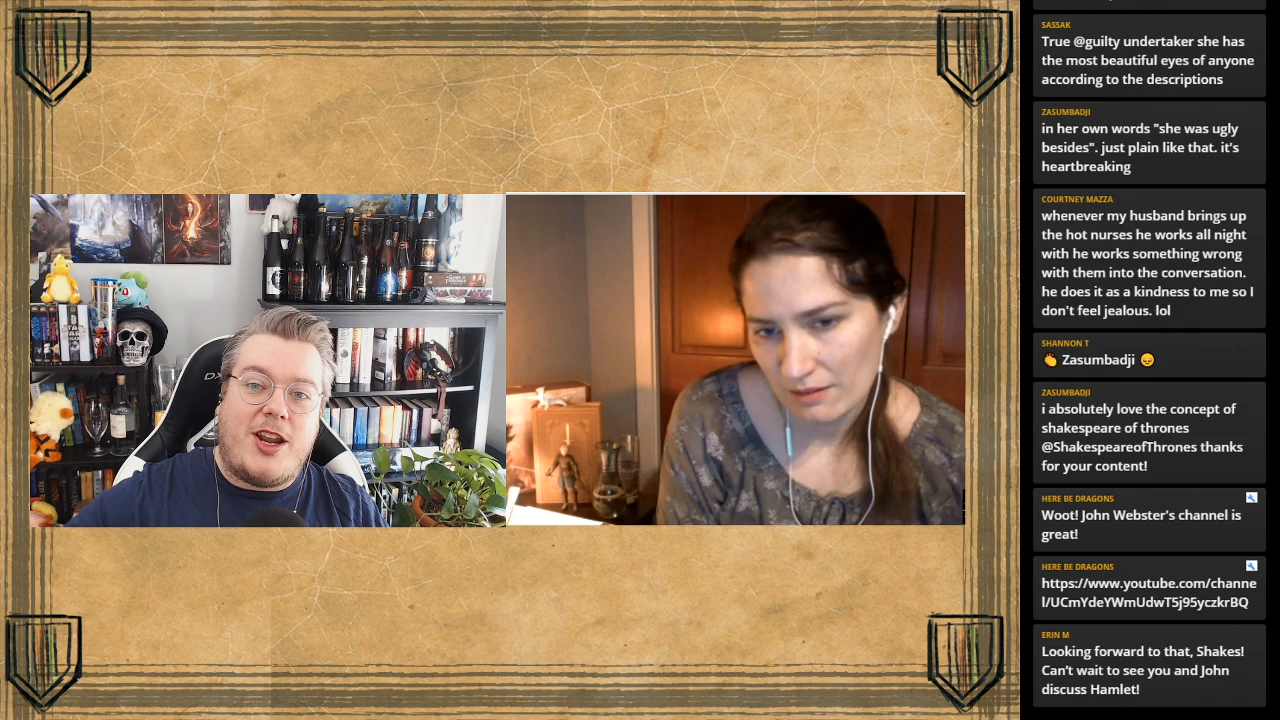 SASSAK
True @guilty undertaker she has
the most beautiful eyes of anyone
according to the descriptions
ZASUMBADJI
in her own words "she was ugly
besides". just plain like that. it's
heartbreaking
COURTNEY MAZZA
whenever my husband brings up
the hot nurses he works all night
with he works something wrong
with them into the conversation.
he does it as a kindness to me so I
don't feel jealous. lol
SHANNON T
👏 Zasumbadji 😔
ZASUMBADJI
i absolutely love the concept of
shakespeare of thrones
@ShakespeareofThrones thanks
for your content!
HERE BE DRAGONS
Woot! John Webster's channel is
great!
HERE BE DRAGONS
https://www.youtube.com/channe
l/UCmYdeYWmUdwT5j95yczkrBQ
ERIN M
Looking forward to that, Shakes!
Can't wait to see you and John
discuss Hamlet!